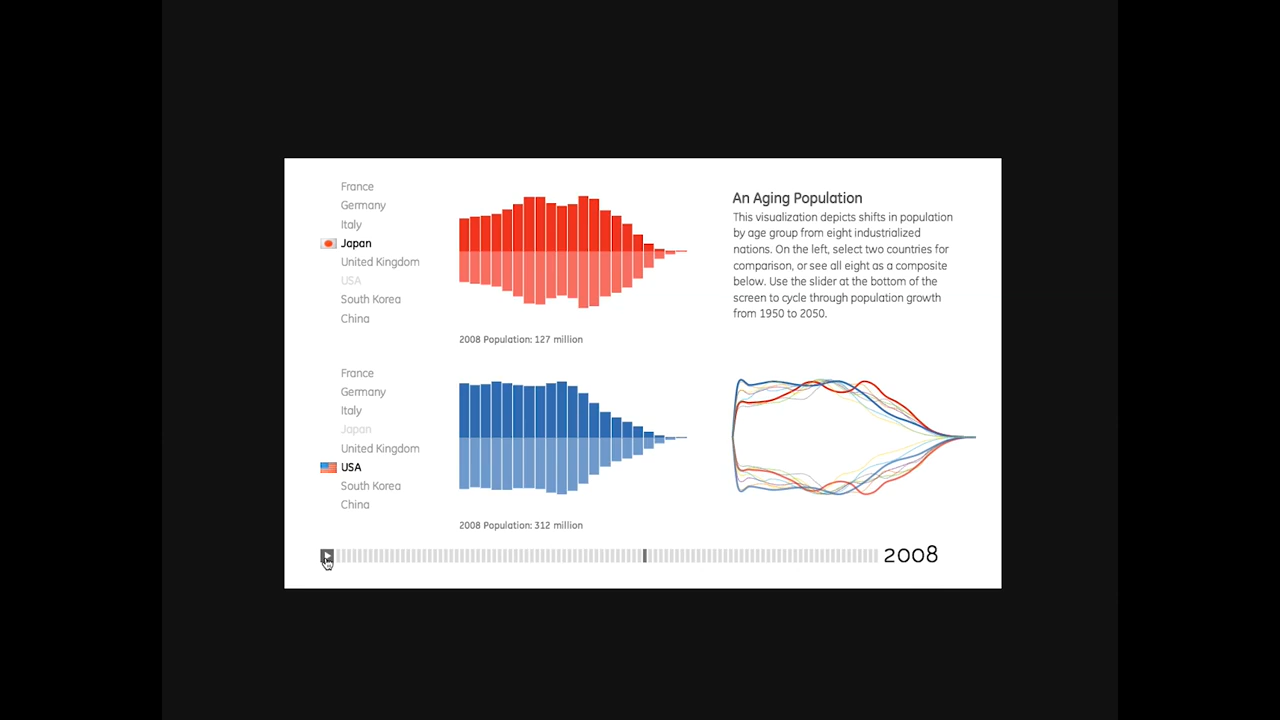 France
Germany
Italy
Japan
United Kingdom
USA
South Korea
China
2008 Population: 127 million
An Aging Population
This visualization depicts shifts in population
by age group from eight industrialized
nations. On the left, select two countries for
comparison, or see all eight as a composite
below. Use the slider at the bottom of the
screen to cycle through population growth
from 1950 to 2050.
France
Germany
Italy
Japan
United Kingdom
USA
South Korea
China
2008 Population: 312 million
2008